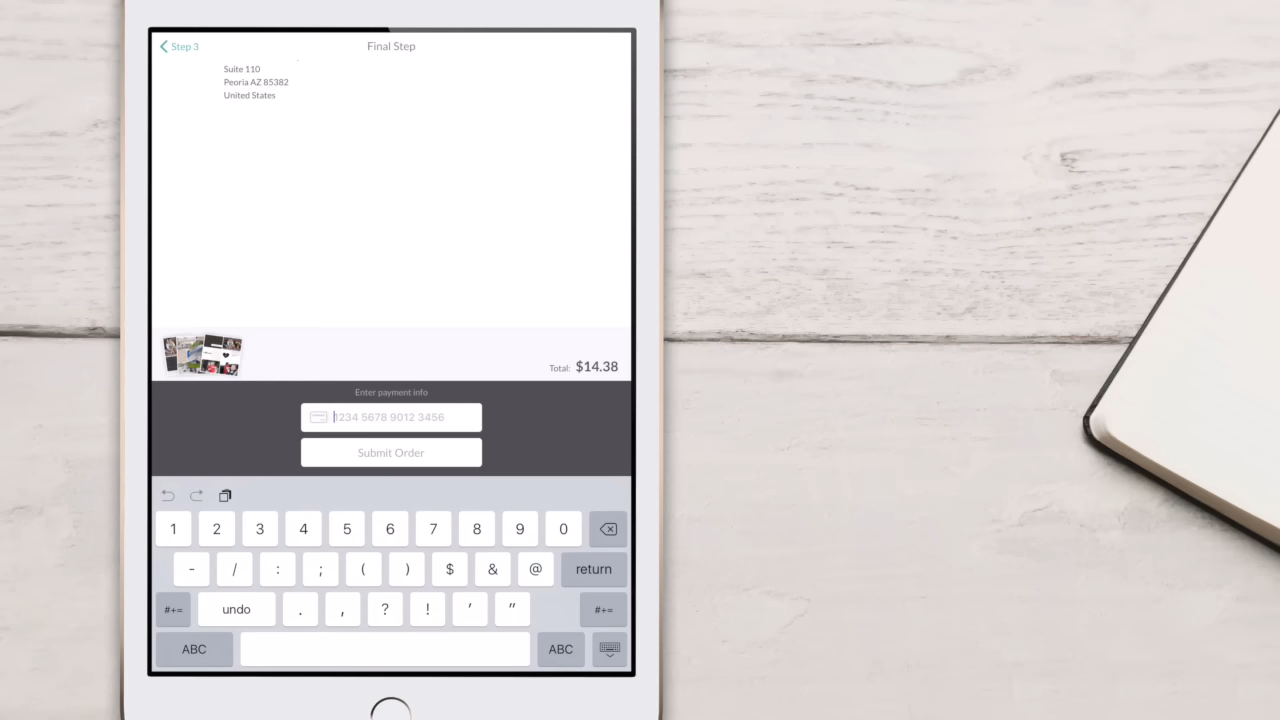 Step 3
Final Step
Suite 110
Peoria AZ 85382
United States
Total: $14.38
Enter payment info
1234 5678 9012 3456
Submit Order
1 2 3 4 5 6 7 8 9 0
- / : ; ( ) $ & @ return
#+= undo . , ? ! ' " #+=
ABC ABC